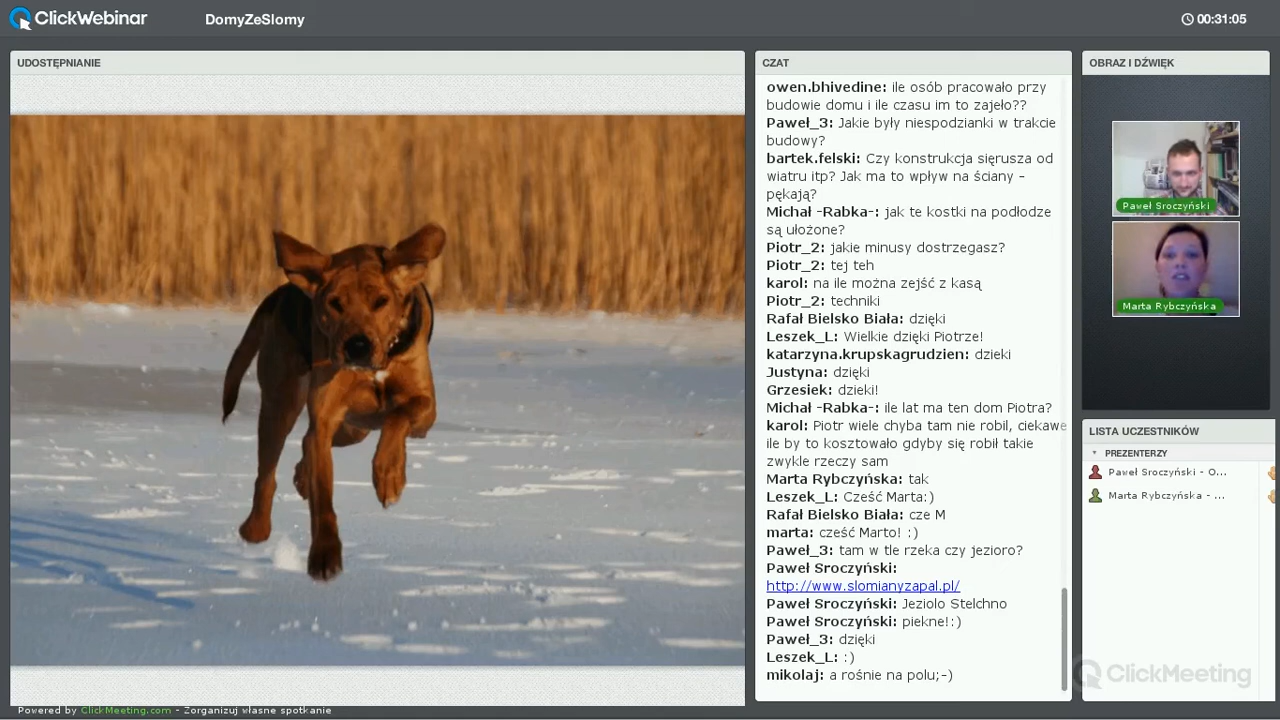 ClickWebinar
DomyZeSlomy
00:31:05
UDOSTĘPNIANIE
CZAT
owen.bhivedine: ile osób pracowało przy
budowie domu i ile czasu im to zajeło??
Paweł_3: Jakie były niespodzianki w trakcie
budowy?
bartek.felski: Czy konstrukcja sięrusza od
wiatru itp? Jak ma to wpływ na ściany -
pękają?
Michał -Rabka-: jak te kostki na podłodze
są ułożone?
Piotr_2: jakie minusy dostrzegasz?
Piotr_2: tej teh
karol: na ile można zejść z kasą
Piotr_2: techniki
Rafał Bielsko Biała: dzięki
Leszek_L: Wielkie dzięki Piotrze!
katarzyna.krupskagrudzien: dzieki
Justyna: dzięki
Grzesiek: dzieki!
Michał -Rabka-: ile lat ma ten dom Piotra?
karol: Piotr wiele chyba tam nie robil, ciekawe
ile by to kosztowało gdyby się robił takie
zwykle rzeczy sam
Marta Rybczyńska: tak
Leszek_L: Cześć Marta:)
Rafał Bielsko Biała: cze M
marta: cześć Marto! :)
Paweł_3: tam w tle rzeka czy jezioro?
Paweł Sroczyński:
http://www.slomianyzapal.pl/
Paweł Sroczyński: Jeziolo Stelchno
Paweł Sroczyński: piekne!:)
Paweł_3: dzięki
Leszek_L: :)
mikolaj: a rośnie na polu;-)
OBRAZ I DŹWIĘK
Paweł Sroczyński
Marta Rybczyńska
LISTA UCZESTNIKÓW
PREZENTERZY
Paweł Sroczyński - O...
Marta Rybczyńska - ...
ClickMeeting
Powered by ClickMeeting.com - Zorganizuj własne spotkanie